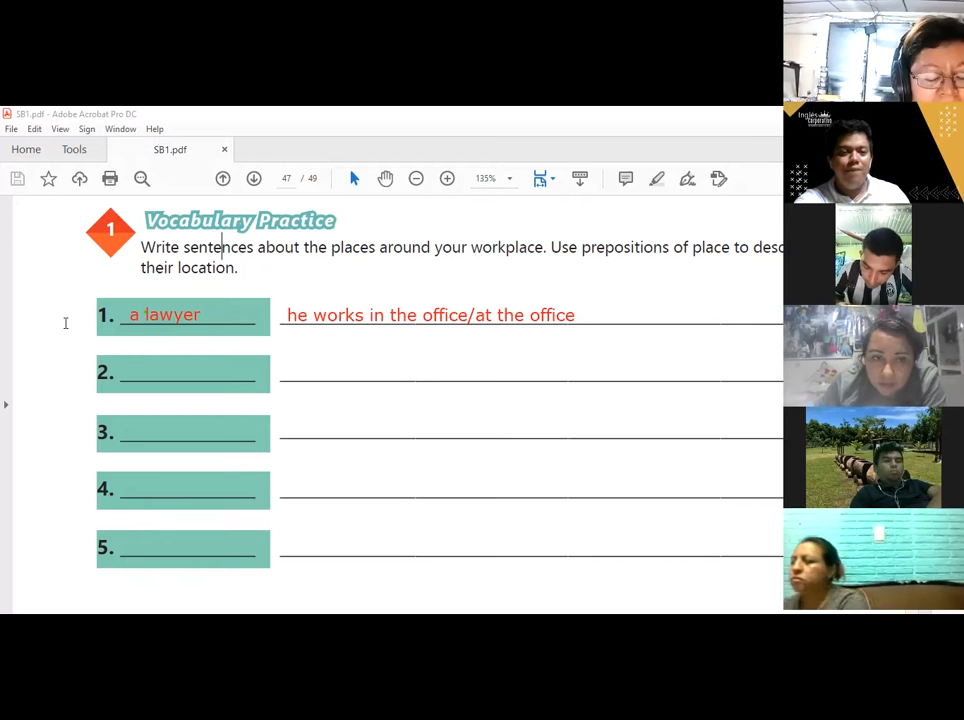 SB1.pdf - Adobe Acrobat Pro DC
File Edit View Sign Window Help
Home Tools SB1.pdf ×
47 / 49 135%
1 Vocabulary Practice
Write sentences about the places around your workplace. Use prepositions of place to desc
their location.
1. a lawyer he works in the office/at the office
2.
3.
4.
5.
Inglés
corporativo